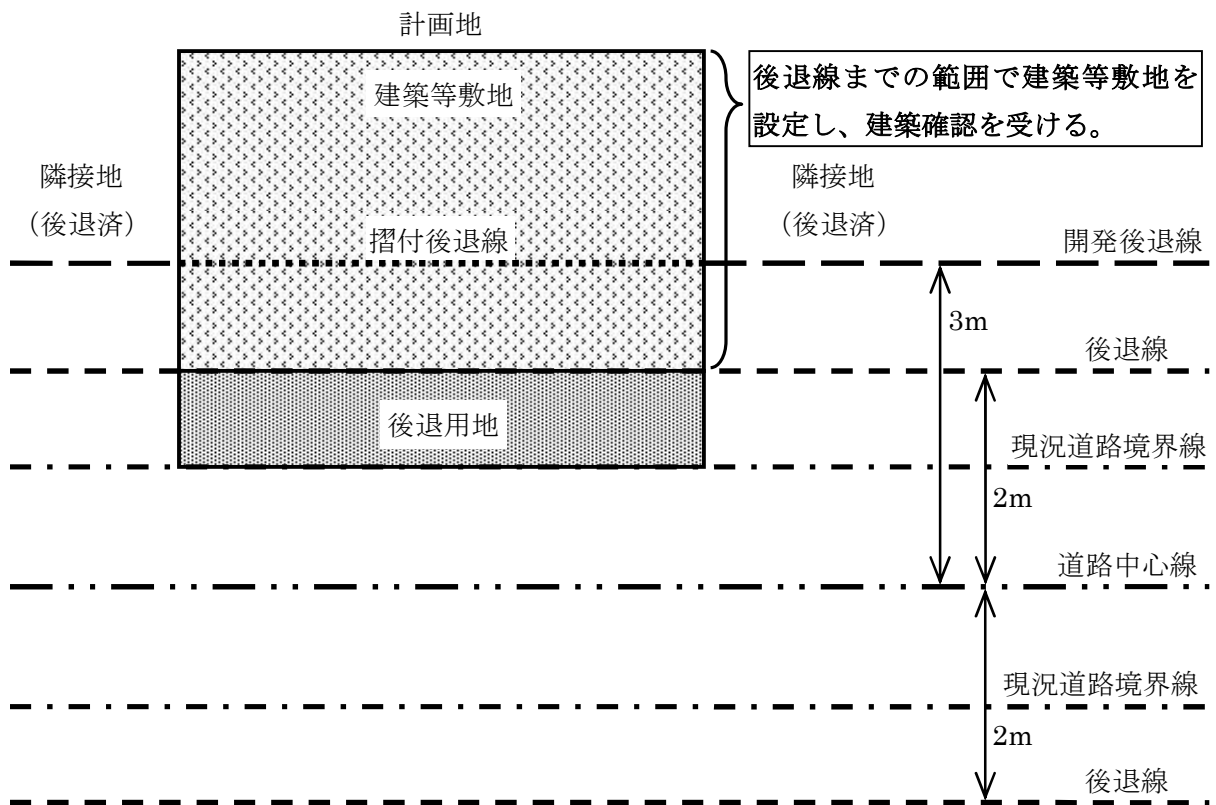 計画地
建築等敷地
後退線までの範囲で建築等敷地を
設定し、建築確認を受ける。
隣接地
（後退済）
隣接地
（後退済）
摺付後退線
開発後退線
3m
後退線
後退用地
現況道路境界線
2m
道路中心線
現況道路境界線
2m
後退線